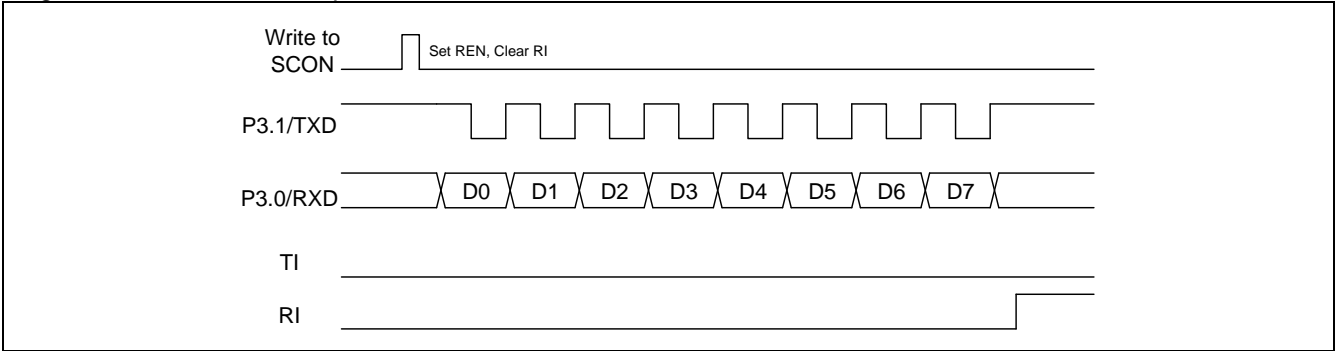 Write to
SCON
Set REN, Clear RI
P3.1/TXD
P3.0/RXD
D0 D1 D2 D3 D4 D5 D6 D7
TI
RI